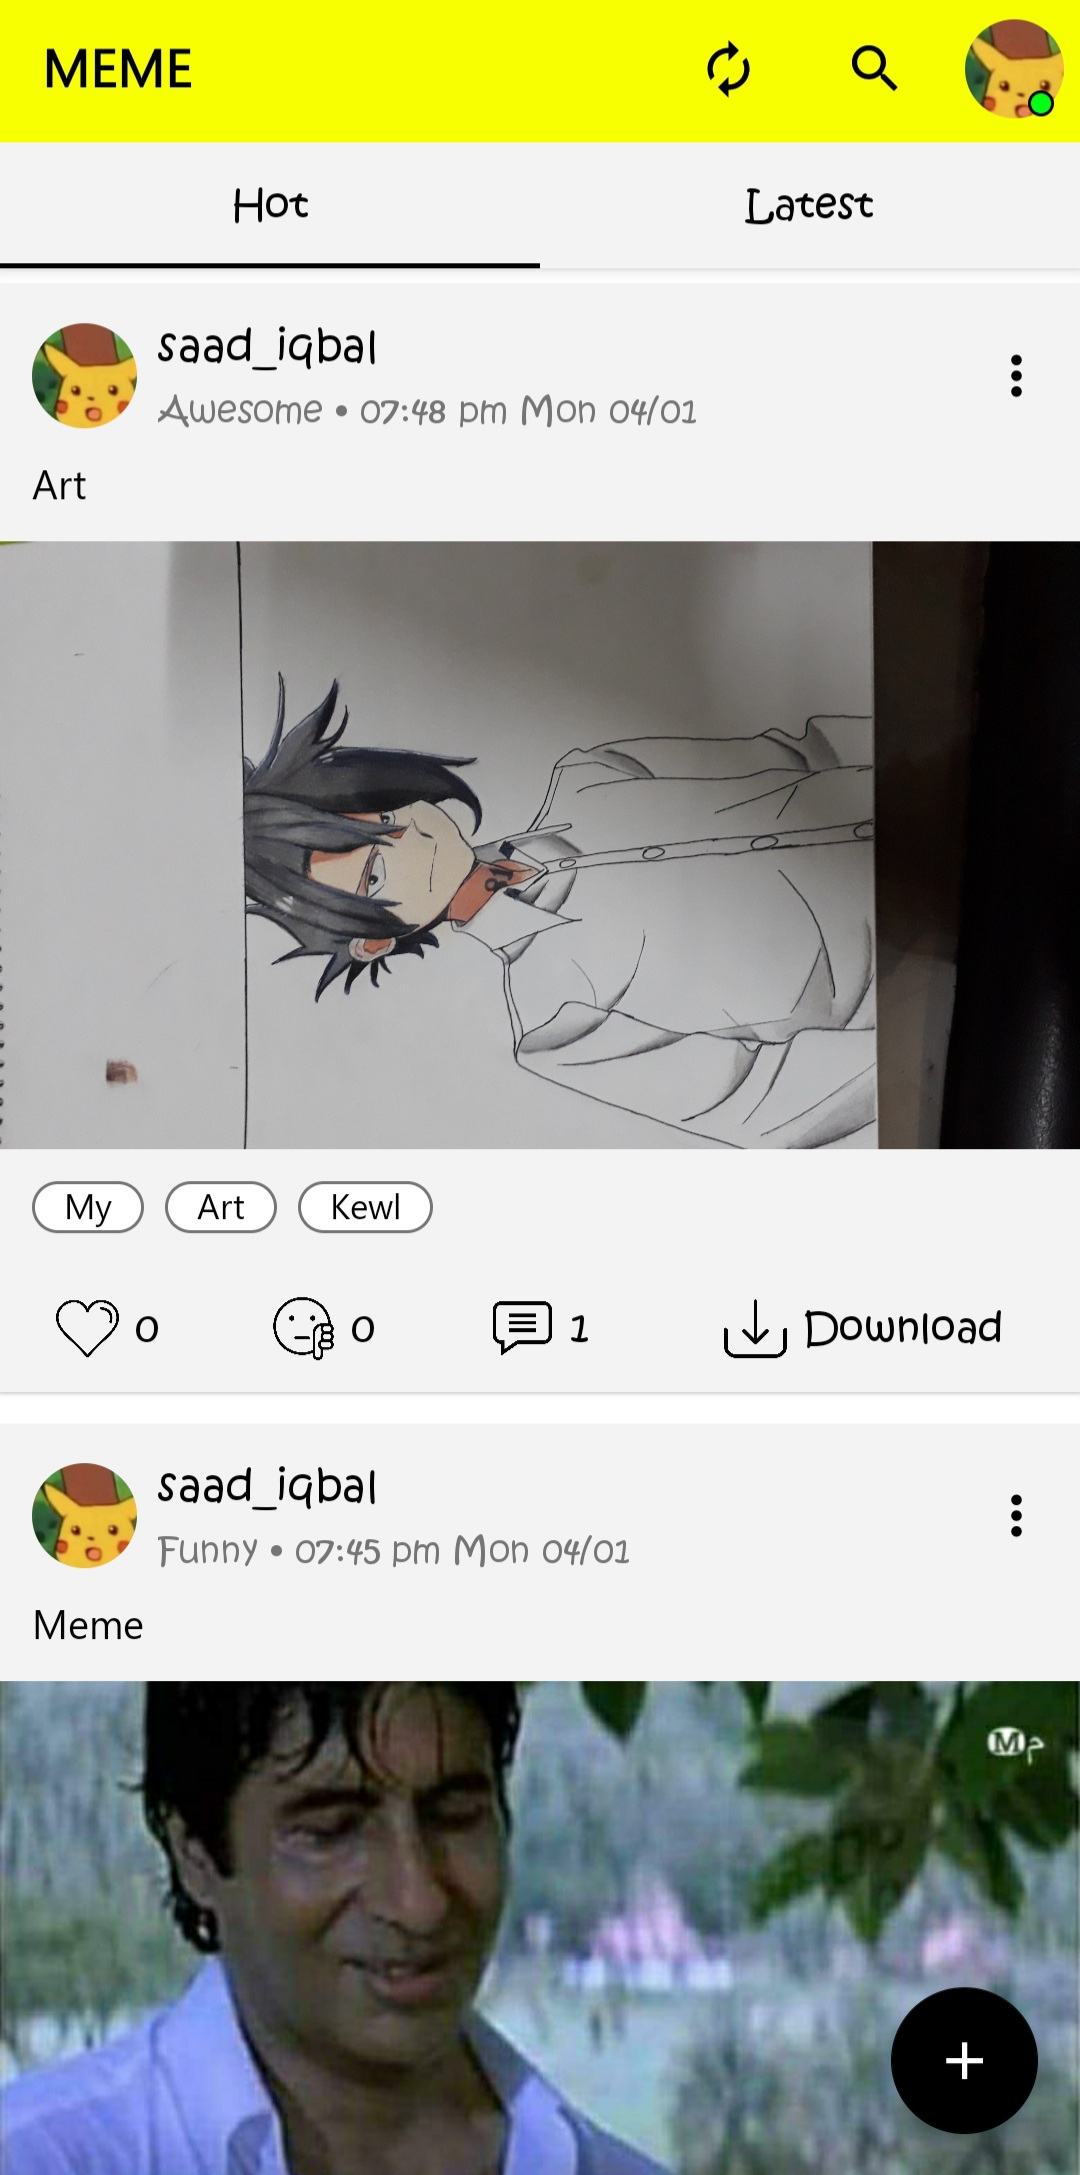 MEME
Hot Latest
saad_iqbal
Awesome • 07:48 pm Mon 04/01
Art
My Art Kewl
0 0 1 Download
saad_iqbal
Funny • 07:45 pm Mon 04/01
Meme
M م
+